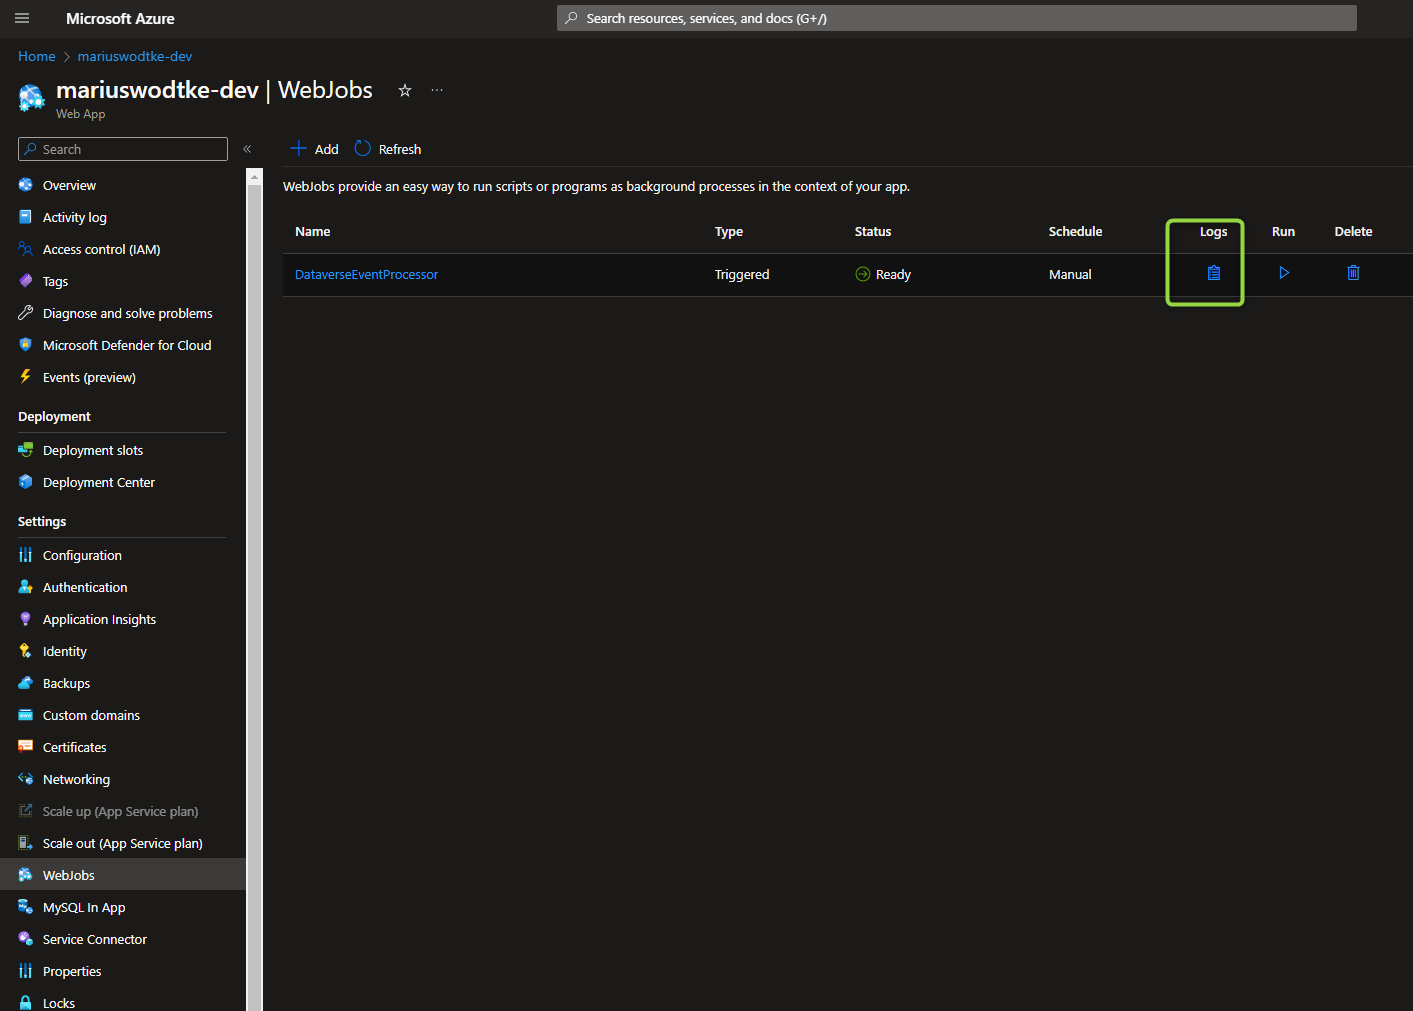 Microsoft Azure
Search resources, services, and docs (G+/)
Home > mariuswodtke-dev
mariuswodtke-dev | WebJobs
Web App
Search
Overview
Activity log
Access control (IAM)
Tags
Diagnose and solve problems
Microsoft Defender for Cloud
Events (preview)
Deployment
Deployment slots
Deployment Center
Settings
Configuration
Authentication
Application Insights
Identity
Backups
Custom domains
Certificates
Networking
Scale up (App Service plan)
Scale out (App Service plan)
WebJobs
MySQL In App
Service Connector
Properties
Locks
Add Refresh
WebJobs provide an easy way to run scripts or programs as background processes in the context of your app.
Name Type Status Schedule Logs Run Delete
DataverseEventProcessor Triggered Ready Manual